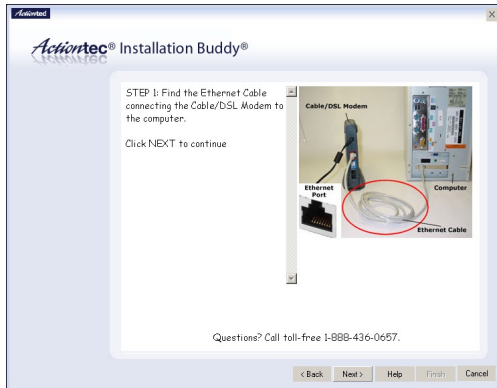 Actiontec
Actiontec® Installation Buddy®
STEP 1: Find the Ethernet Cable
connecting the Cable/DSL Modem to
the computer.
Click NEXT to continue
Cable/DSL Modem
Ethernet
Port
Computer
Ethernet Cable
Questions? Call toll-free 1-888-436-0657.
< Back
Next >
Help
Finish
Cancel